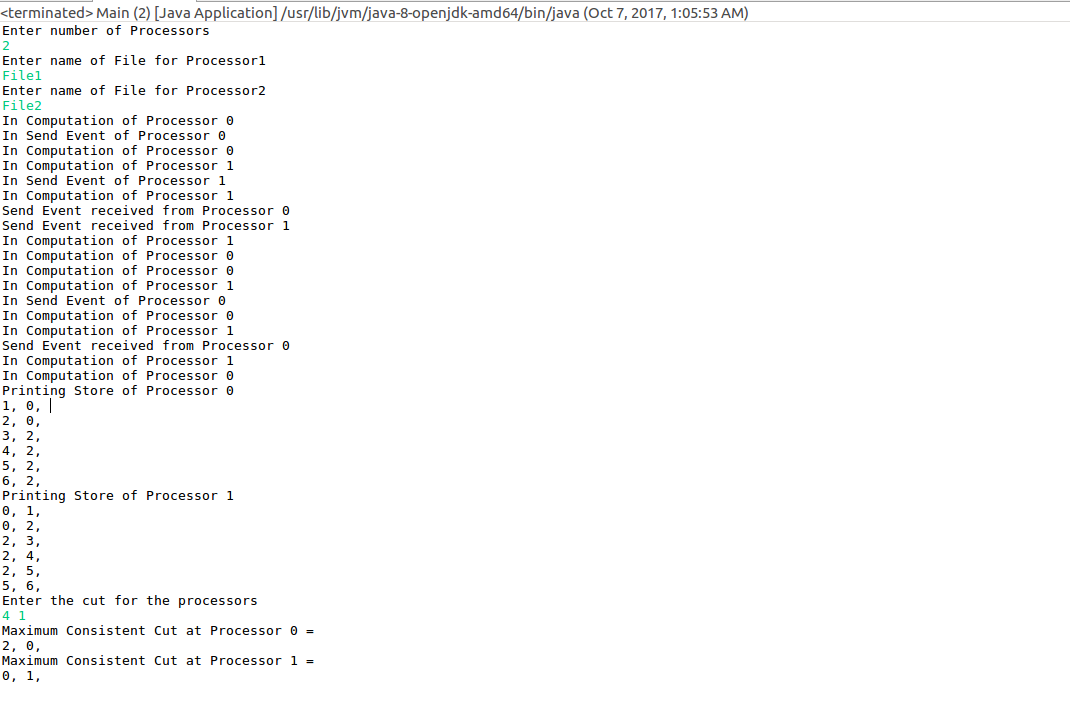 <terminated> Main (2) [Java Application] /usr/lib/jvm/java-8-openjdk-amd64/bin/java (Oct 7, 2017, 1:05:53 AM)
Enter number of Processors
2
Enter name of File for Processor1
File1
Enter name of File for Processor2
File2
In Computation of Processor 0
In Send Event of Processor 0
In Computation of Processor 0
In Computation of Processor 1
In Send Event of Processor 1
In Computation of Processor 1
Send Event received from Processor 0
Send Event received from Processor 1
In Computation of Processor 1
In Computation of Processor 0
In Computation of Processor 0
In Computation of Processor 1
In Send Event of Processor 0
In Computation of Processor 0
In Computation of Processor 1
Send Event received from Processor 0
In Computation of Processor 1
In Computation of Processor 0
Printing Store of Processor 0
1, 0,
2, 0,
3, 2,
4, 2,
5, 2,
6, 2,
Printing Store of Processor 1
0, 1,
0, 2,
2, 3,
2, 4,
2, 5,
5, 6,
Enter the cut for the processors
4 1
Maximum Consistent Cut at Processor 0 =
2, 0,
Maximum Consistent Cut at Processor 1 =
0, 1,